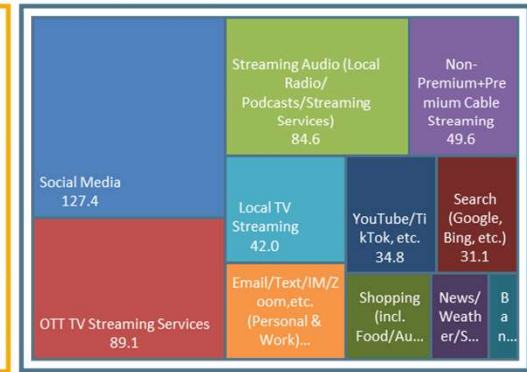 Social Media
127.4
OTT TV Streaming Services
89.1
Streaming Audio (Local
Radio/
Podcasts/Streaming
Services)
84.6
Non-
Premium+Pre
mium Cable
Streaming
49.6
Local TV
Streaming
42.0
YouTube/Ti
kTok, etc.
34.8
Search
(Google,
Bing, etc.)
31.1
Email/Text/IM/Z
oom,etc.
(Personal &
Work)...
Shopping
(incl.
Food/Au...
News/
Weath
er/S...
B
a
n...